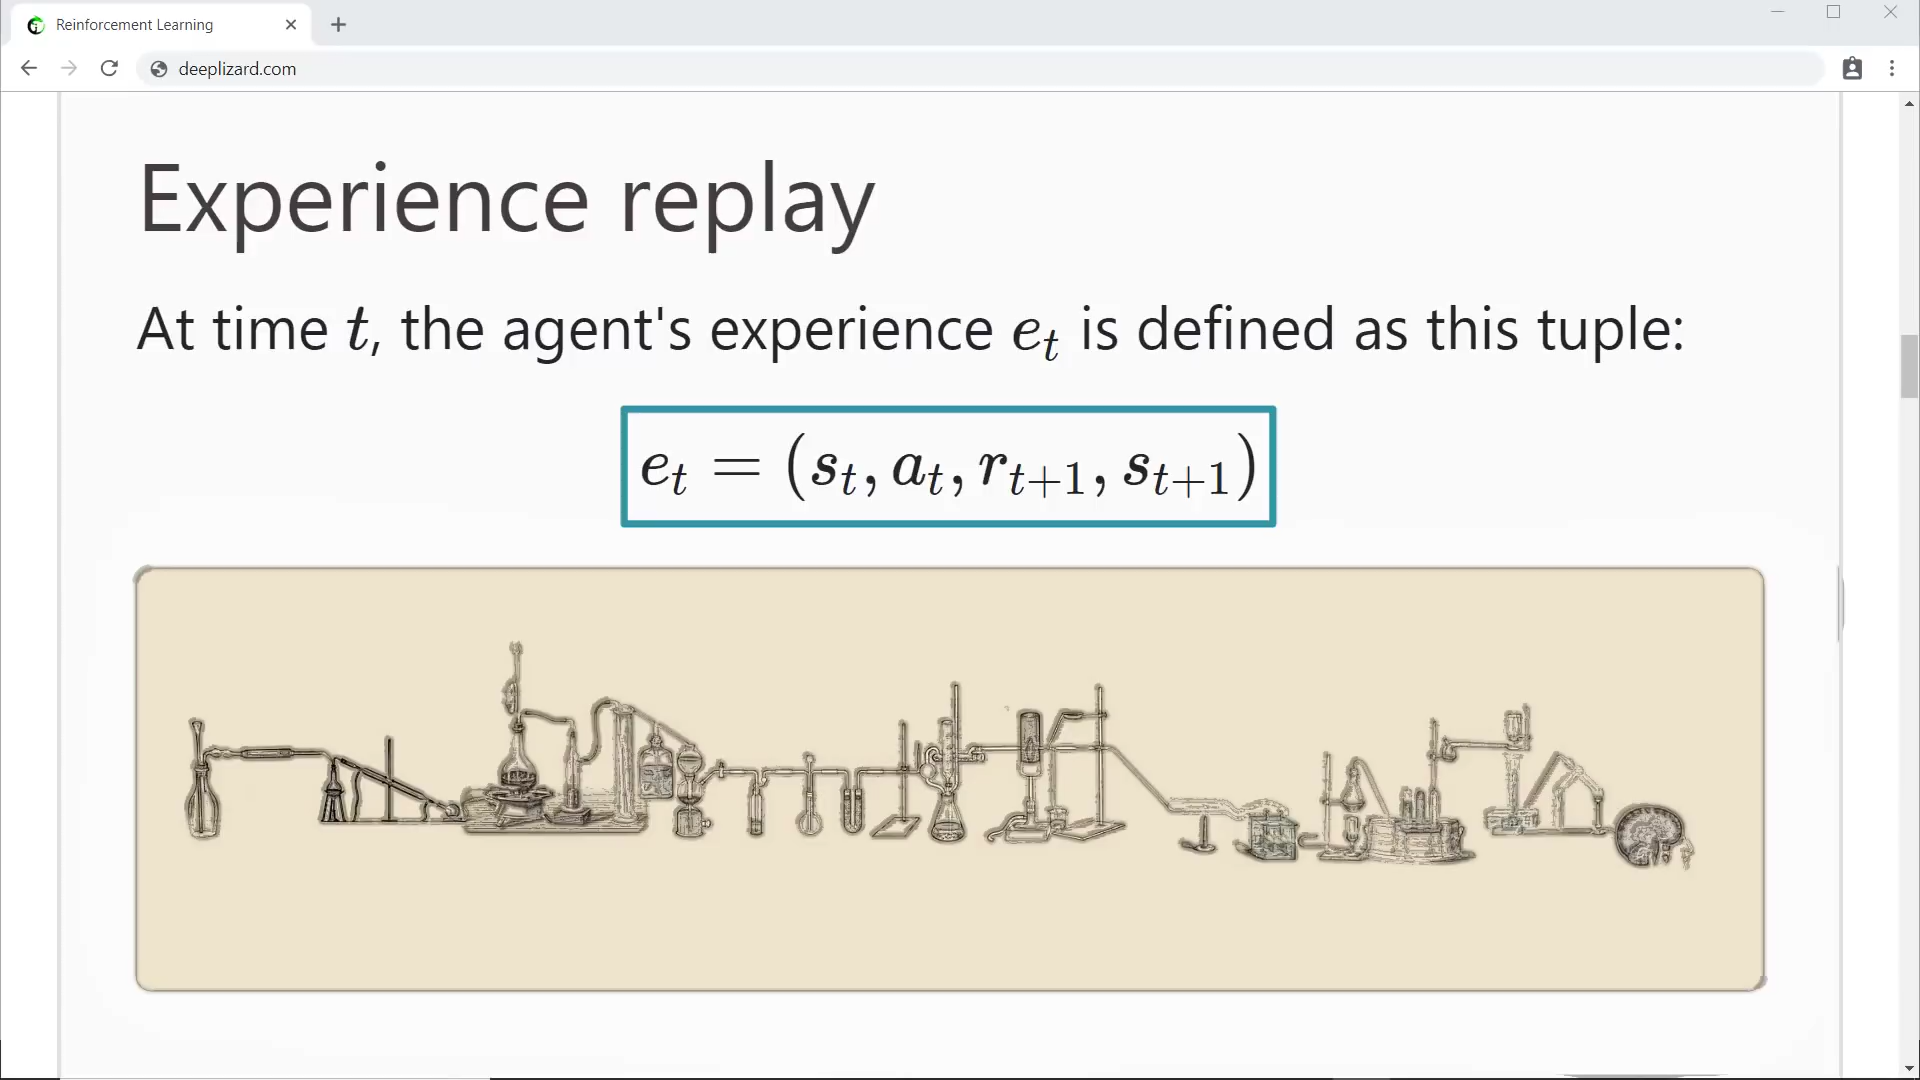 Reinforcement Learning
deeplizard.com
Experience replay
At time t, the agent's experience e_t is defined as this tuple:
e_t = (s_t, a_t, r_{t+1}, s_{t+1})